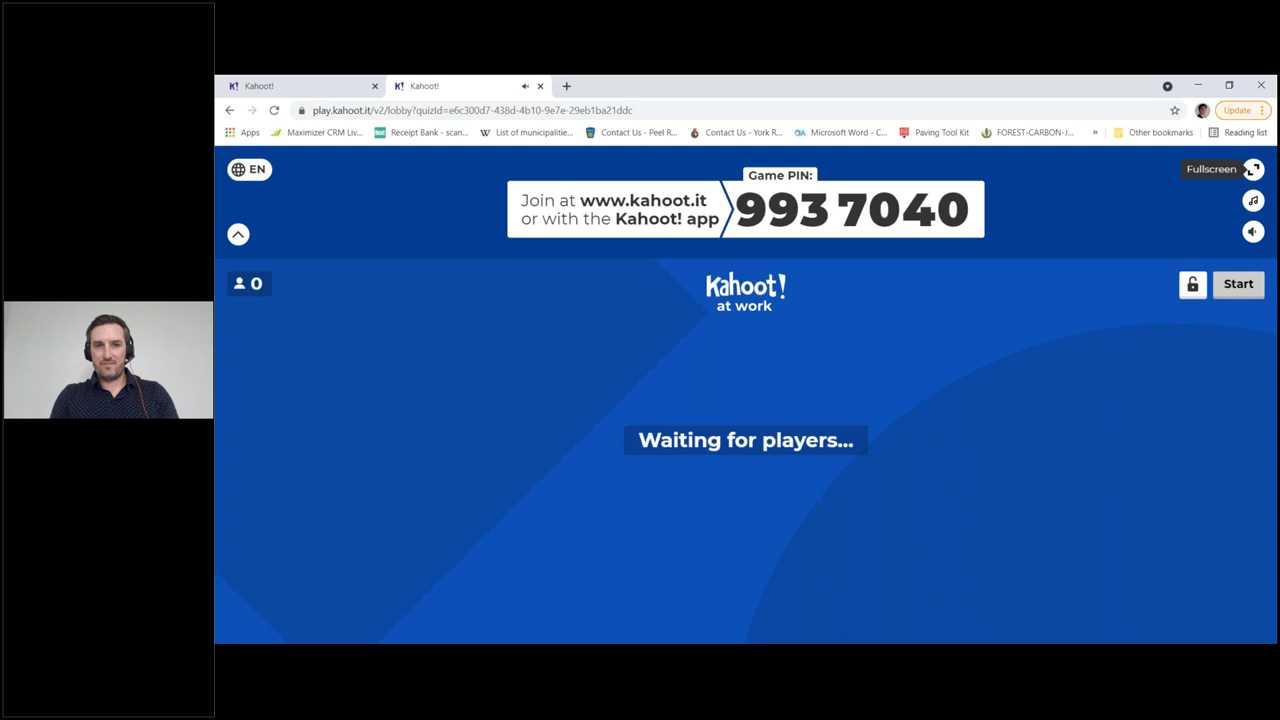 Kahoot!
Kahoot!
play.kahoot.it/v2/lobby?quizId=e6c300d7-438d-4b10-9e7e-29eb1ba21ddc
Update
Apps
Maximizer CRM Liv...
Receipt Bank - scan...
List of municipalitie...
Contact Us - Peel R...
Contact Us - York R...
Microsoft Word - C...
Paving Tool Kit
FOREST-CARBON-J...
»
Other bookmarks
Reading list
EN
Game PIN:
Fullscreen
Join at www.kahoot.it
or with the Kahoot! app
993 7040
0
Kahoot!
at work
Start
Waiting for players...